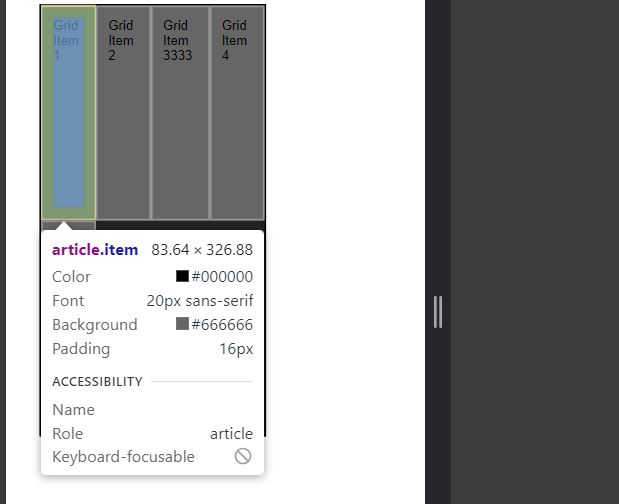 Grid
Item
1
Grid
Item
2
Grid
Item
3333
Grid
Item
4
article.item 83.64 × 326.88
Color #000000
Font 20px sans-serif
Background #666666
Padding 16px
ACCESSIBILITY
Name
Role article
Keyboard-focusable